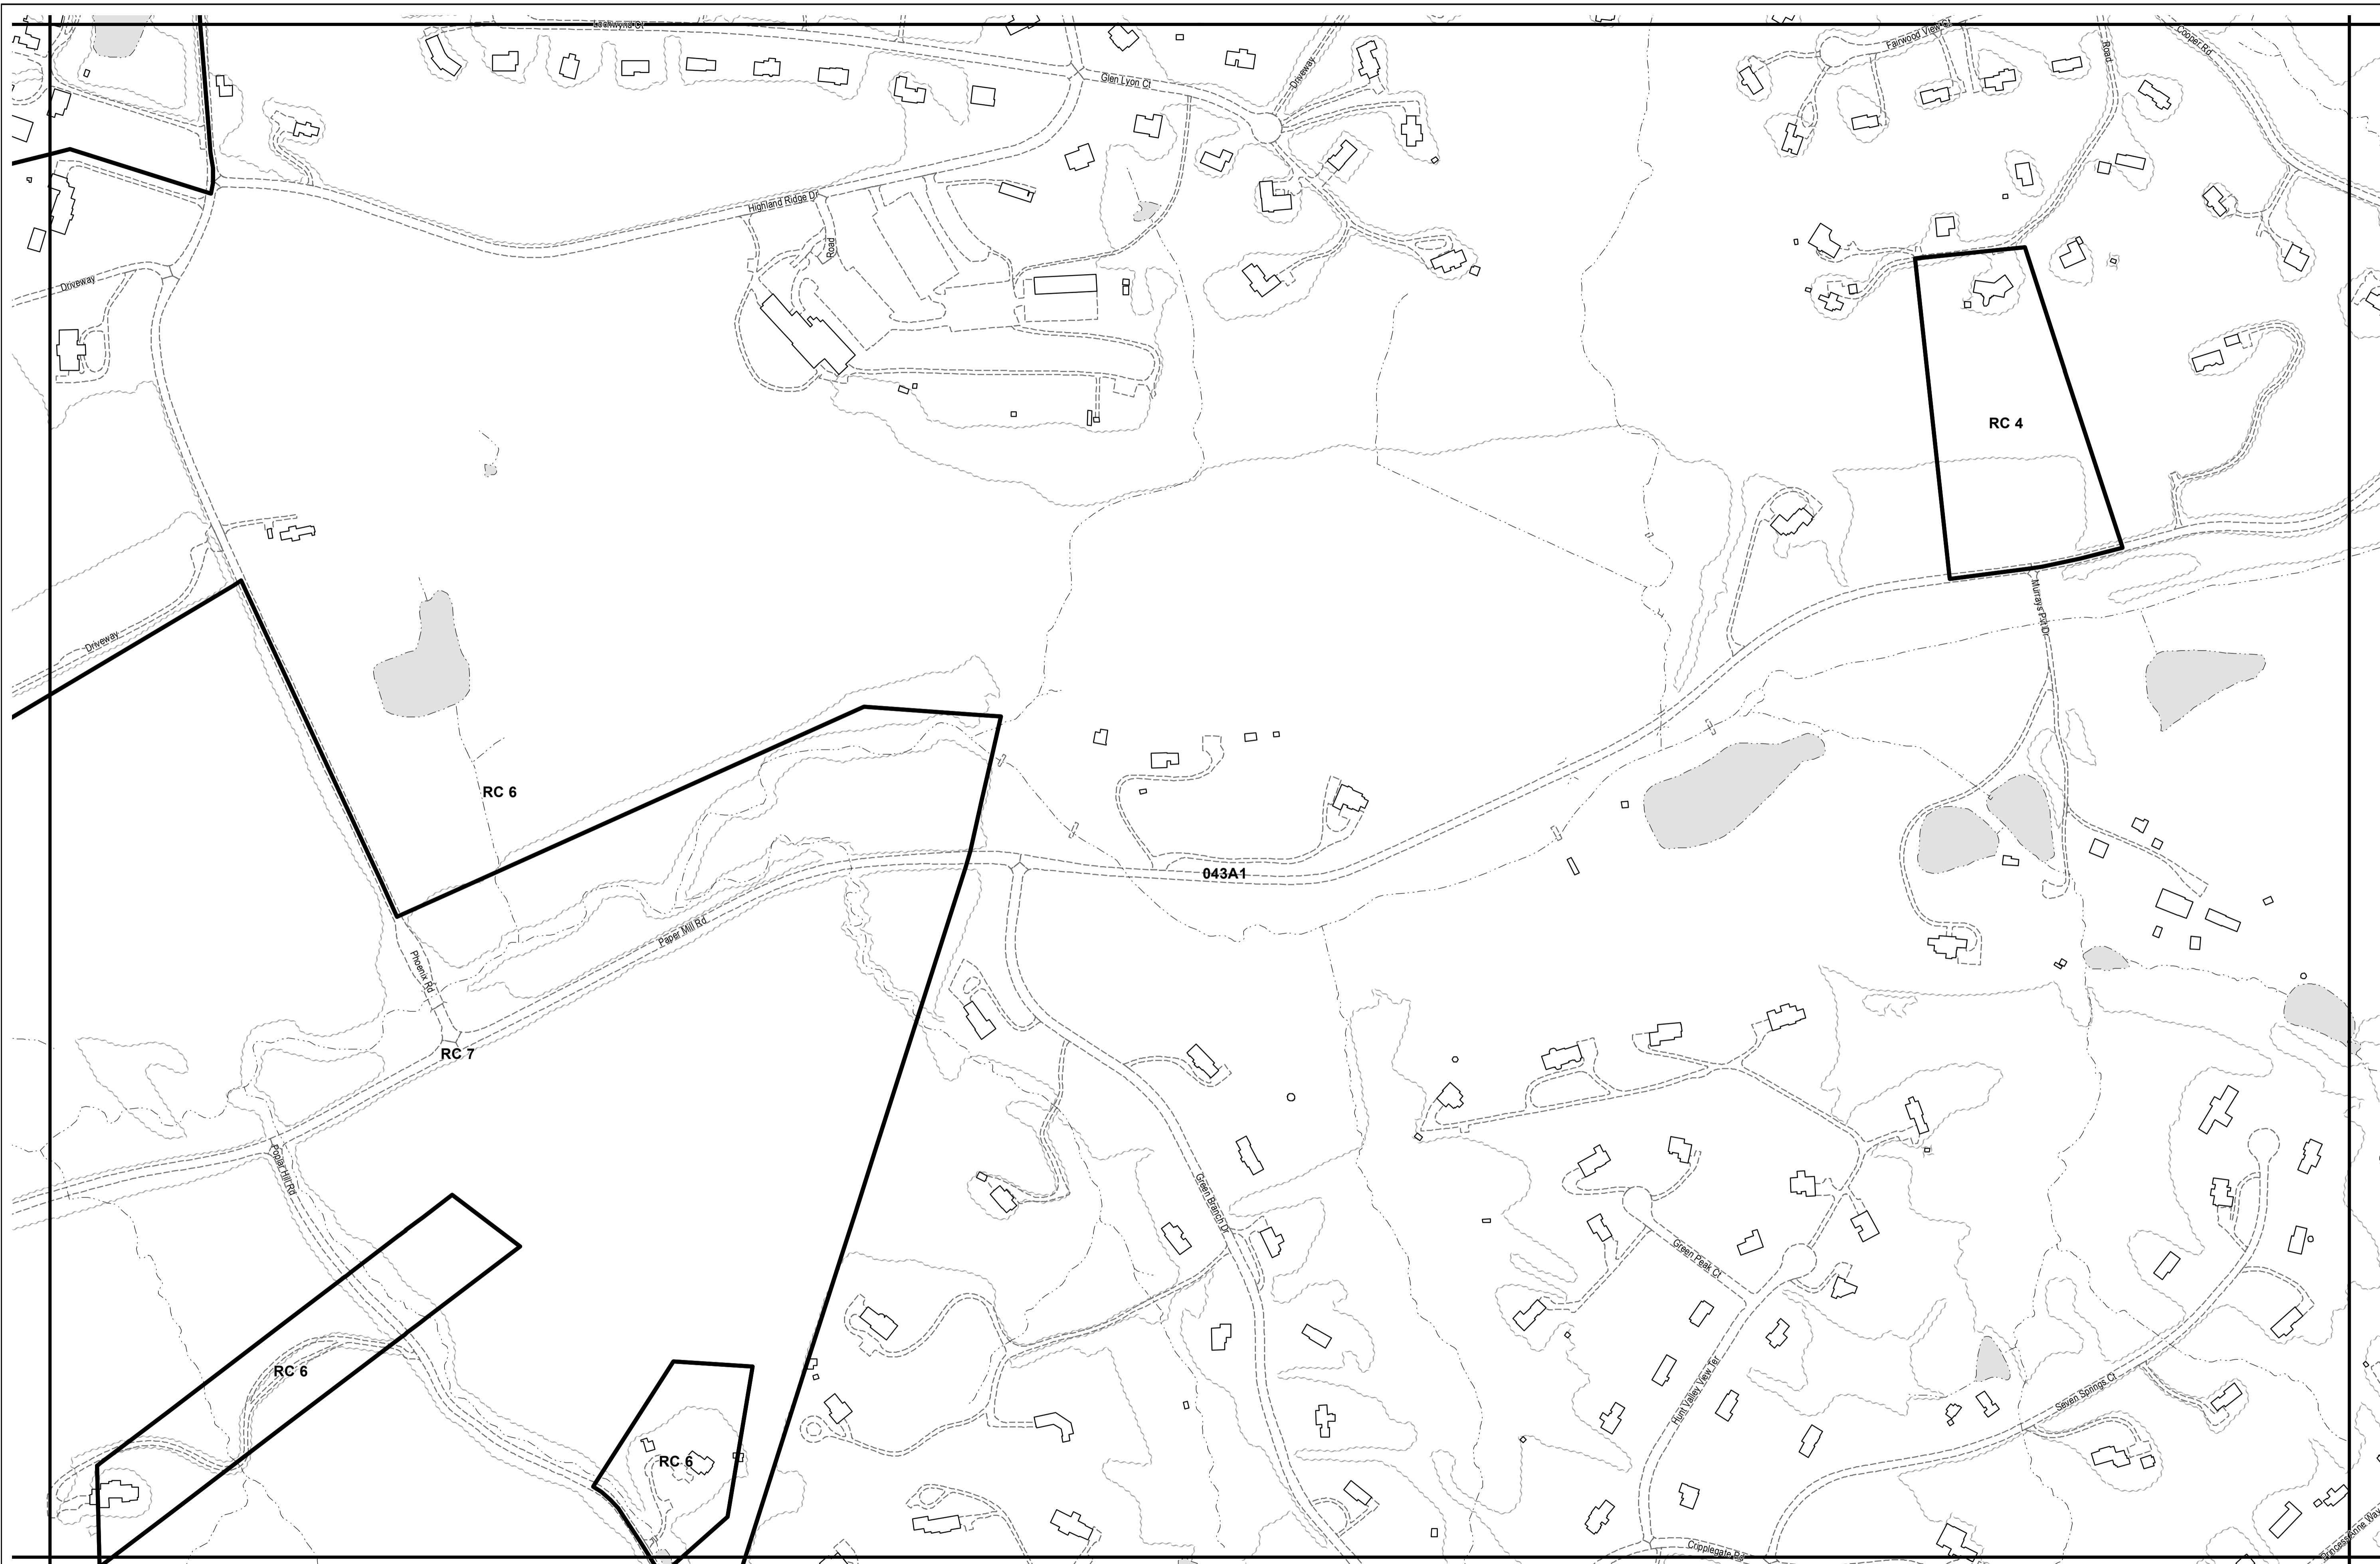 Glen Lyon Ct
Driveway
Fairwood View Ct
Road
Cooper Rd
Highland Ridge Dr
Road
Driveway
RC 4
Murrays Pst Dr
Driveway
RC 6
043A1
Paper Mill Rd
Phoenix Rd
RC 7
Poplar Hill Rd
Green Branch Dr
Green Peak Ct
RC 6
Hunt Valley View Ter
Seven Springs Ct
RC 6